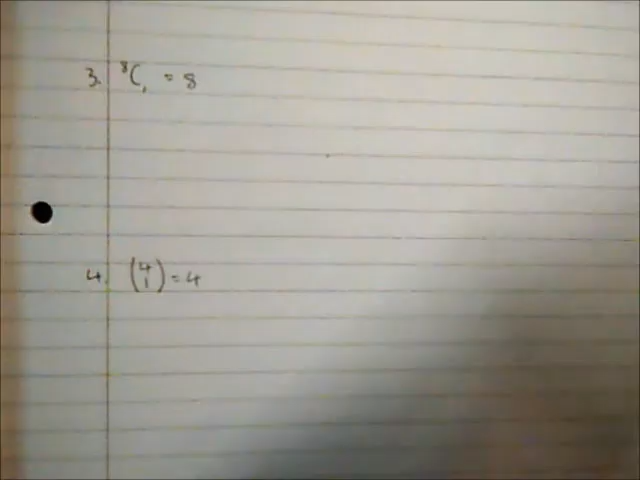 3. ⁸C₁ = 8
4. (4 1) = 4